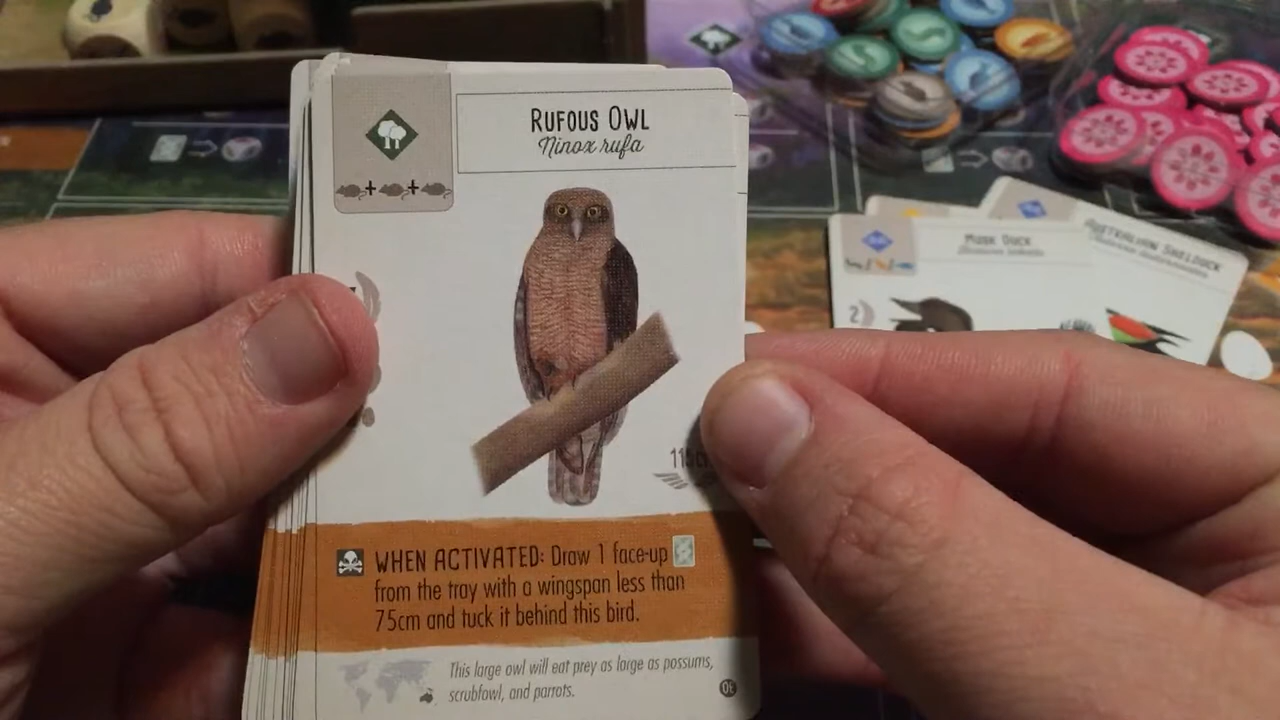 RUFOUS OWL
Ninox rufa
+ +
WHEN ACTIVATED: Draw 1 face-up
from the tray with a wingspan less than
75cm and tuck it behind this bird.
This large owl will eat prey as large as possums,
scrubfowl, and parrots.
MUSK DUCK
2
AUSTRALIAN SHELDUCK